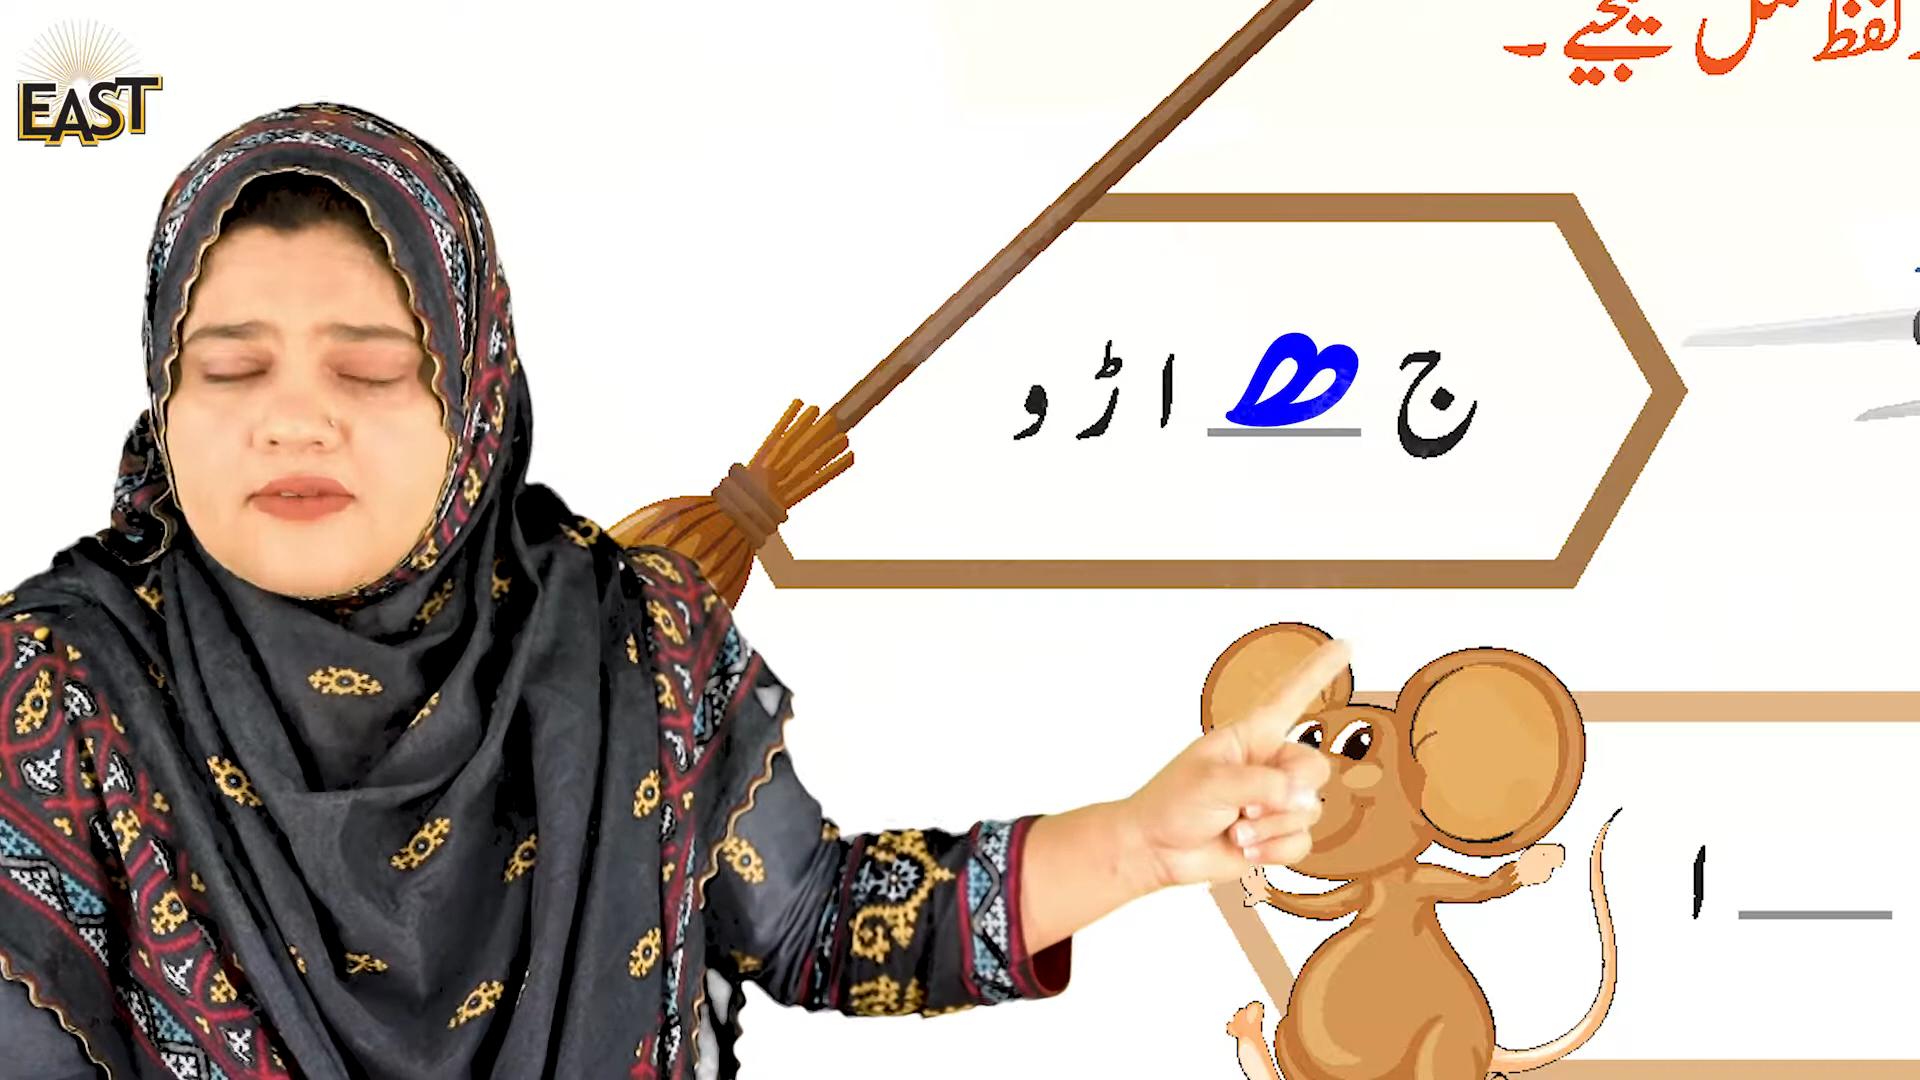 EAST
لفظ مکمل کیجیے ۔
ج ھ ا ڑ و
ا